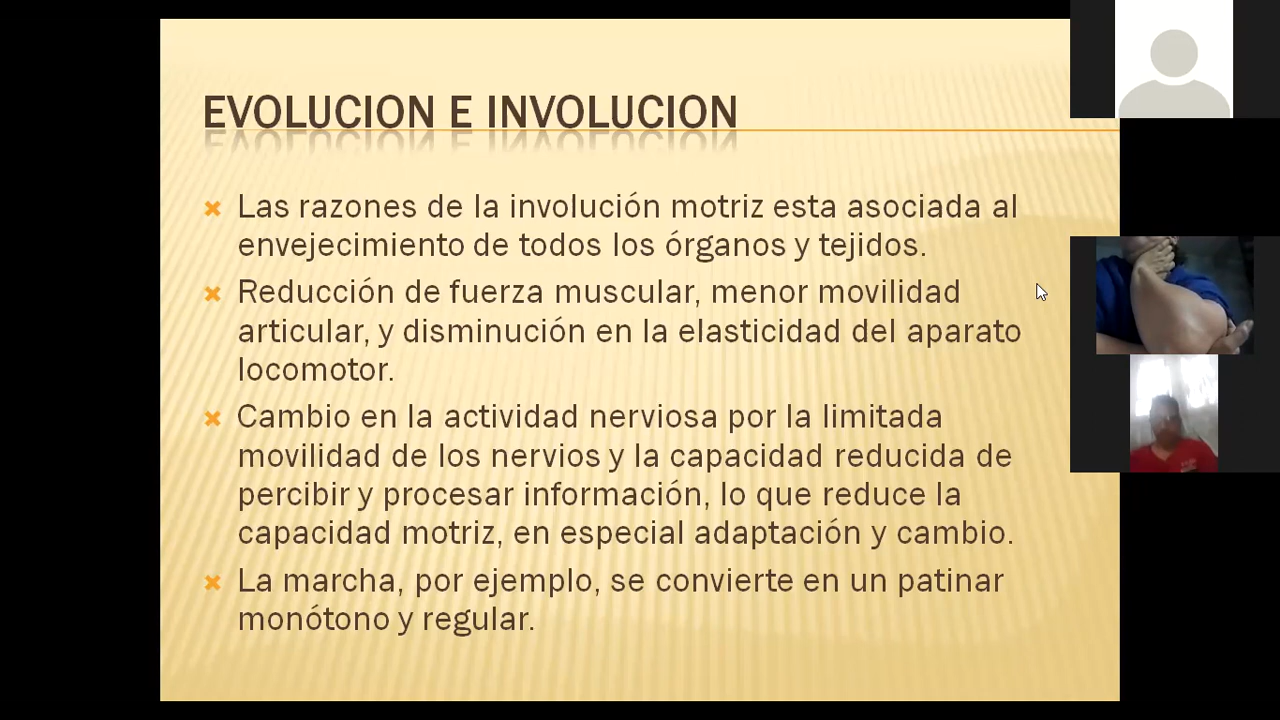 EVOLUCION E INVOLUCION
Las razones de la involución motriz esta asociada al
envejecimiento de todos los órganos y tejidos.
Reducción de fuerza muscular, menor movilidad
articular, y disminución en la elasticidad del aparato
locomotor.
Cambio en la actividad nerviosa por la limitada
movilidad de los nervios y la capacidad reducida de
percibir y procesar información, lo que reduce la
capacidad motriz, en especial adaptación y cambio.
La marcha, por ejemplo, se convierte en un patinar
monótono y regular.